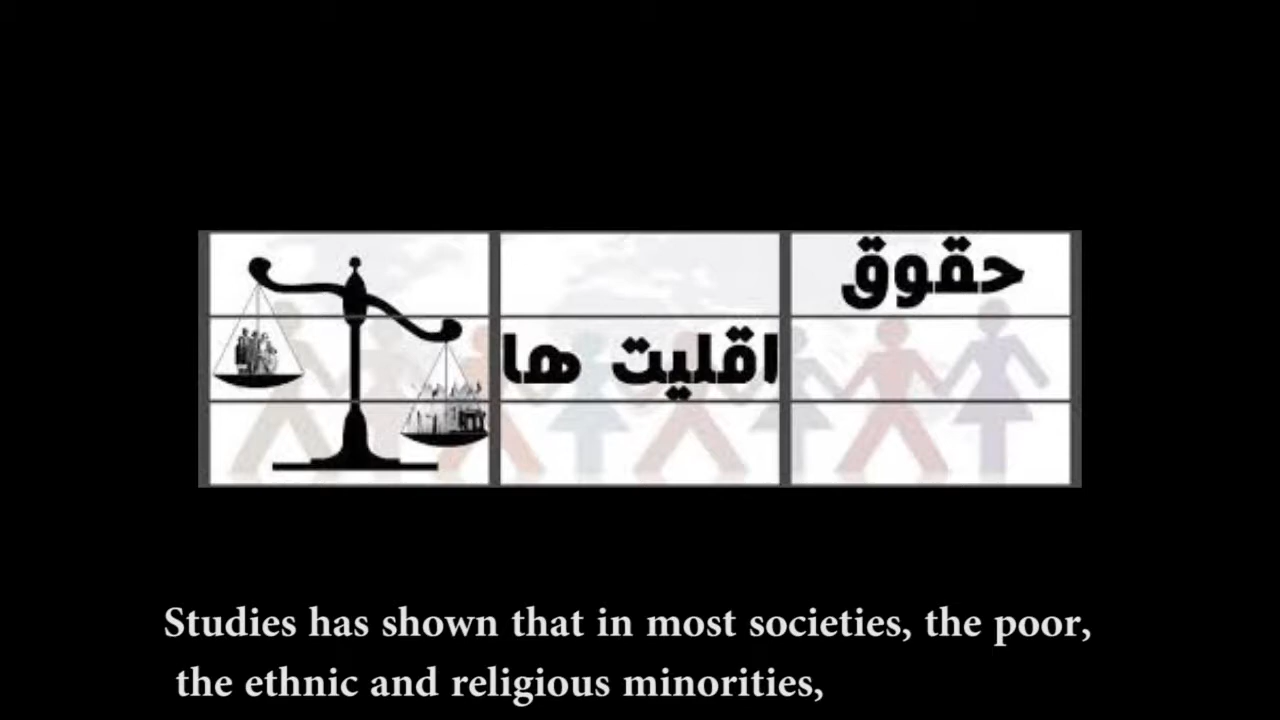 حقوق
اقلیت ها
Studies has shown that in most societies, the poor,
the ethnic and religious minorities,